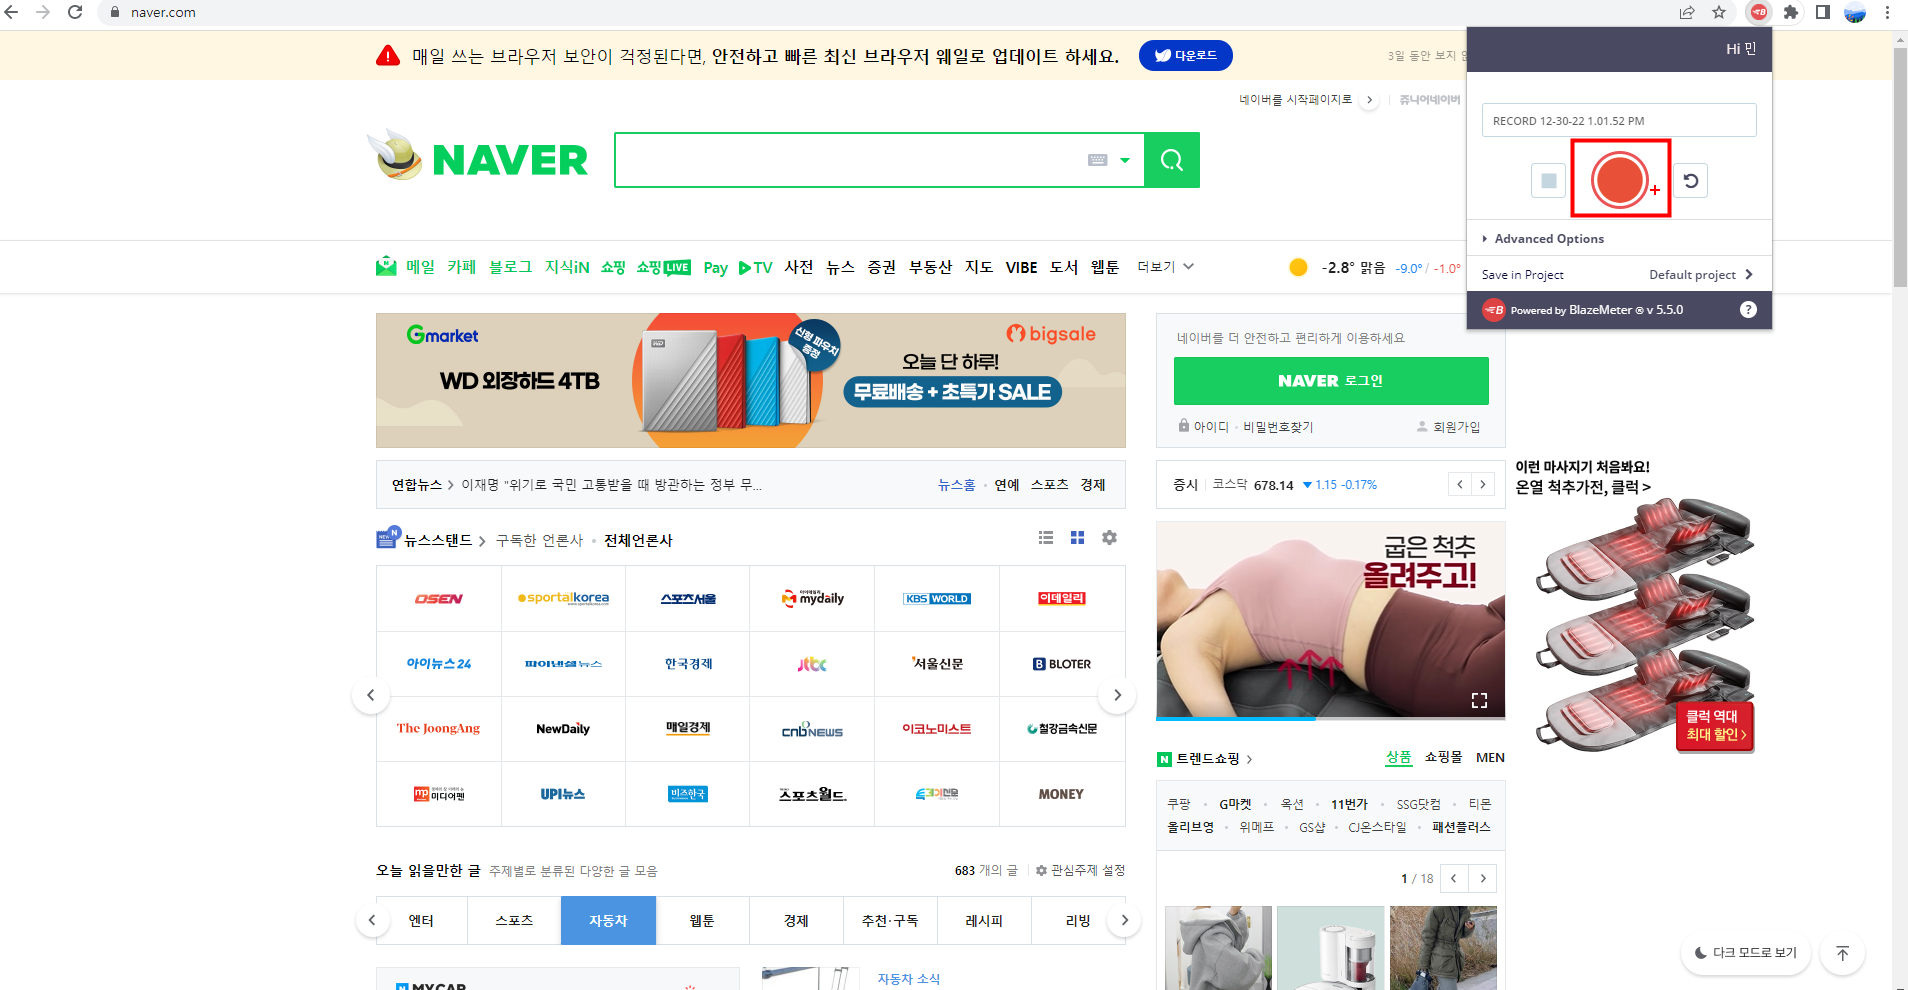 naver.com
매일 쓰는 브라우저 보안이 걱정된다면, 안전하고 빠른 최신 브라우저 웨일로 업데이트 하세요.
다운로드
3일 동안 보지
네이버를 시작페이지로
쥬니어네이버
Hi 민
RECORD 12-30-22 1.01.52 PM
Advanced Options
Save in Project
Default project
Powered by BlazeMeter ® v 5.5.0
NAVER
메일 카페 블로그 지식iN 쇼핑 쇼핑LIVE Pay TV 사전 뉴스 증권 부동산 지도 VIBE 도서 웹툰 더보기
-2.8° 맑음 -9.0° / -1.0°
Gmarket
WD 외장하드 4TB
WD
신형 파우치
증정
bigsale
오늘 단 하루!
무료배송 + 초특가 SALE
네이버를 더 안전하고 편리하게 이용하세요
NAVER 로그인
아이디 · 비밀번호찾기
회원가입
연합뉴스 > 이재명 "위기로 국민 고통받을 때 방관하는 정부 무...
뉴스홈 · 연예 스포츠 경제
증시 코스닥 678.14 ▼ 1.15 -0.17%
이런 마사지기 처음봐요!
온열 척추가전, 클릭 >
NEW N 뉴스스탠드 > 구독한 언론사 · 전체언론사
OSEN
sportalkorea
www.sportalkorea.com
스포츠서울
마이데일리
mydaily
KBS WORLD
이데일리
아이뉴스24
파이낸셜뉴스
한국경제
jtbc
서울신문
B BLOTER
The JoongAng
NewDaily
매일경제
cnbNEWS
이코노미스트
철강금속신문
mp 미디어펜
UPI뉴스
비즈한국
스포츠월드.
특허기전문
MONEY
굽은 척추
올려주고!
클럭 역대
최대 할인 >
N 트렌드쇼핑 >
상품 쇼핑몰 MEN
쿠팡 · G마켓 · 옥션 · 11번가 · SSG닷컴 · 티몬
올리브영 · 위메프 · GS샵 · CJ온스타일 · 패션플러스
1 / 18
오늘 읽을만한 글 주제별로 분류된 다양한 글 모음
683 개의 글
관심주제 설정
엔터 스포츠 자동차 웹툰 경제 추천·구독 레시피 리빙
N MYCAR
자동차 소식
다크 모드로 보기